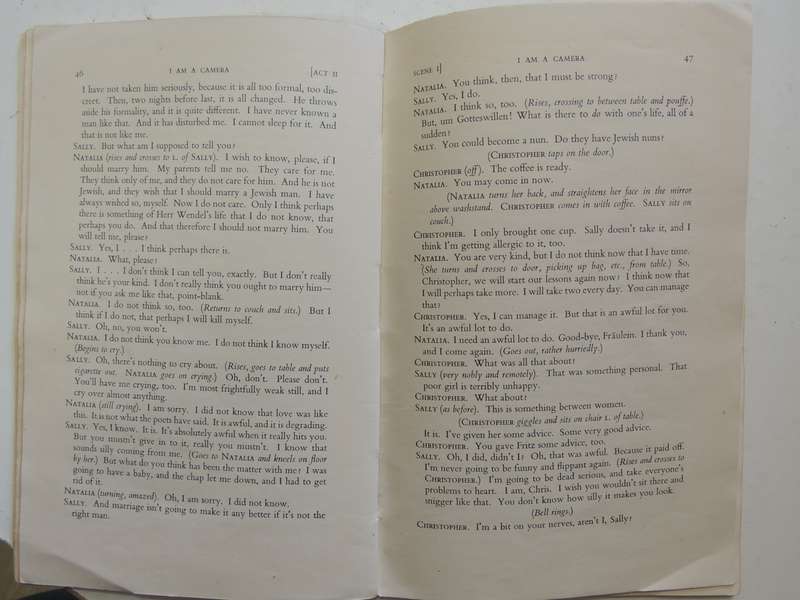 46 I AM A CAMERA [ACT II
I have not taken him seriously, because it is all too formal, too dis-
creet. Then, two nights before last, it is all changed. He throws
aside his formality, and it is quite different. I have never known a
man like that. And it has disturbed me. I cannot sleep for it. And
that is not like me.
SALLY. But what am I supposed to tell you?
NATALIA (rises and crosses to L. of SALLY). I wish to know, please, if I
should marry him. My parents tell me no. They care for me.
They think only of me, and they do not care for him. And he is not
Jewish, and they wish that I should marry a Jewish man. I have
always wished so, myself. Now I do not care. Only I think perhaps
there is something of Herr Wendel's life that I do not know, that
perhaps you do. And that therefore I should not marry him. You
will tell me, please?
SALLY. Yes, I . . . I think perhaps there is.
NATALIA. What, please?
SALLY. I . . . I don't think I can tell you, exactly. But I don't really
think he's your kind. I don't really think you ought to marry him—
not if you ask me like that, point-blank.
NATALIA. I do not think so, too. (Returns to couch and sits.) But I
think if I do not, that perhaps I will kill myself.
SALLY. Oh, no, you won't.
NATALIA. I do not think you know me. I do not think I know myself.
(Begins to cry.)
SALLY. Oh, there's nothing to cry about. (Rises, goes to table and puts
cigarette out. NATALIA goes on crying.) Oh, don't. Please don't.
You'll have me crying, too. I'm most frightfully weak still, and I
cry over almost anything.
NATALIA (still crying). I am sorry. I did not know that love was like
this. It is not what the poets have said. It is awful, and it is degrading.
SALLY. Yes, I know. It is. It's absolutely awful when it really hits you.
But you mustn't give in to it, really you mustn't. I know that
sounds silly coming from me. (Goes to NATALIA and kneels on floor
by her.) But what do you think has been the matter with me? I was
going to have a baby, and the chap let me down, and I had to get
rid of it.
NATALIA (turning, amazed). Oh, I am sorry. I did not know.
SALLY. And marriage isn't going to make it any better if it's not the
right man.
SCENE I] I AM A CAMERA 47
NATALIA. You think, then, that I must be strong?
SALLY. Yes, I do.
NATALIA. I think so, too. (Rises, crossing to between table and pouffe.)
But, um Gotteswillen! What is there to do with one's life, all of a
sudden?
SALLY. You could become a nun. Do they have Jewish nuns?
(CHRISTOPHER taps on the door.)
CHRISTOPHER (off). The coffee is ready.
NATALIA. You may come in now.
(NATALIA turns her back, and straightens her face in the mirror
above washstand. CHRISTOPHER comes in with coffee. SALLY sits on
couch.)
CHRISTOPHER. I only brought one cup. Sally doesn't take it, and I
think I'm getting allergic to it, too.
NATALIA. You are very kind, but I do not think now that I have time.
(She turns and crosses to door, picking up bag, etc., from table.) So,
Christopher, we will start our lessons again now? I think now that
I will perhaps take more. I will take two every day. You can manage
that?
CHRISTOPHER. Yes, I can manage it. But that is an awful lot for you.
It's an awful lot to do.
NATALIA. I need an awful lot to do. Good-bye, Fräulein. I thank you,
and I come again. (Goes out, rather hurriedly.)
CHRISTOPHER. What was all that about?
SALLY (very nobly and remotely). That was something personal. That
poor girl is terribly unhappy.
CHRISTOPHER. What about?
SALLY (as before). This is something between women.
(CHRISTOPHER giggles and sits on chair L. of table.)
It is. I've given her some advice. Some very good advice.
CHRISTOPHER. You gave Fritz some advice, too.
SALLY. Oh, I did, didn't I? Oh, that was awful. Because it paid off.
I'm never going to be funny and flippant again. (Rises and crosses to
CHRISTOPHER.) I'm going to be dead serious, and take everyone's
problems to heart. I am, Chris. I wish you wouldn't sit there and
snigger like that. You don't know how silly it makes you look.
(Bell rings.)
CHRISTOPHER. I'm a bit on your nerves, aren't I, Sally?